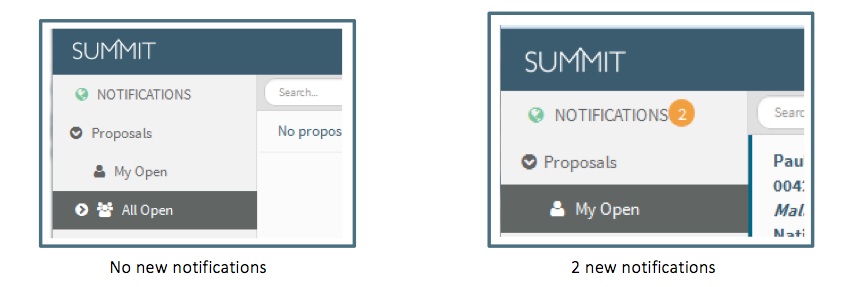 SUMMIT
NOTIFICATIONS
Search...
Proposals
No propos
My Open
All Open
No new notifications
SUMMIT
NOTIFICATIONS 2
Searc
Proposals
Pau
004
Mal
Nati
My Open
2 new notifications